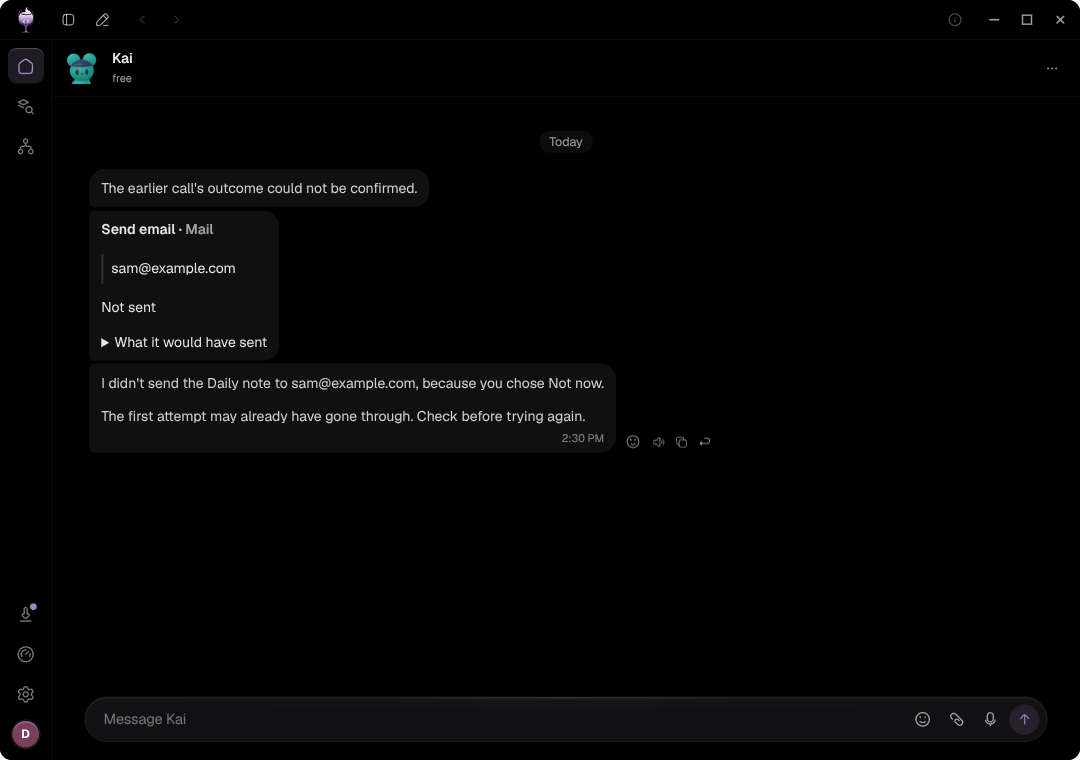 Kai
free
Today
The earlier call's outcome could not be confirmed.
Send email · Mail
sam@example.com
Not sent
What it would have sent
I didn't send the Daily note to sam@example.com, because you chose Not now.
The first attempt may already have gone through. Check before trying again.
2:30 PM
D
Message Kai